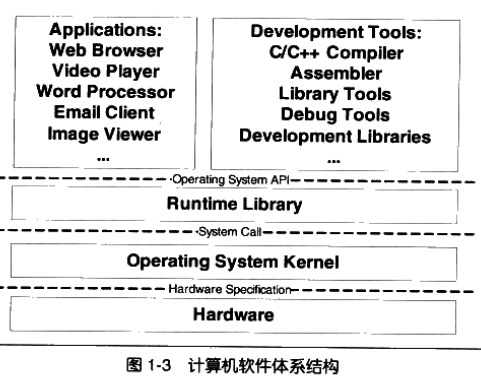 Applications:
Web Browser
Video Player
Word Processor
Email Client
Image Viewer
...
Development Tools:
C/C++ Compiler
Assembler
Library Tools
Debug Tools
Development Libraries
...
Operating System API
Runtime Library
System Call
Operating System Kernel
Hardware Specification
Hardware
图 1-3 计算机软件体系结构